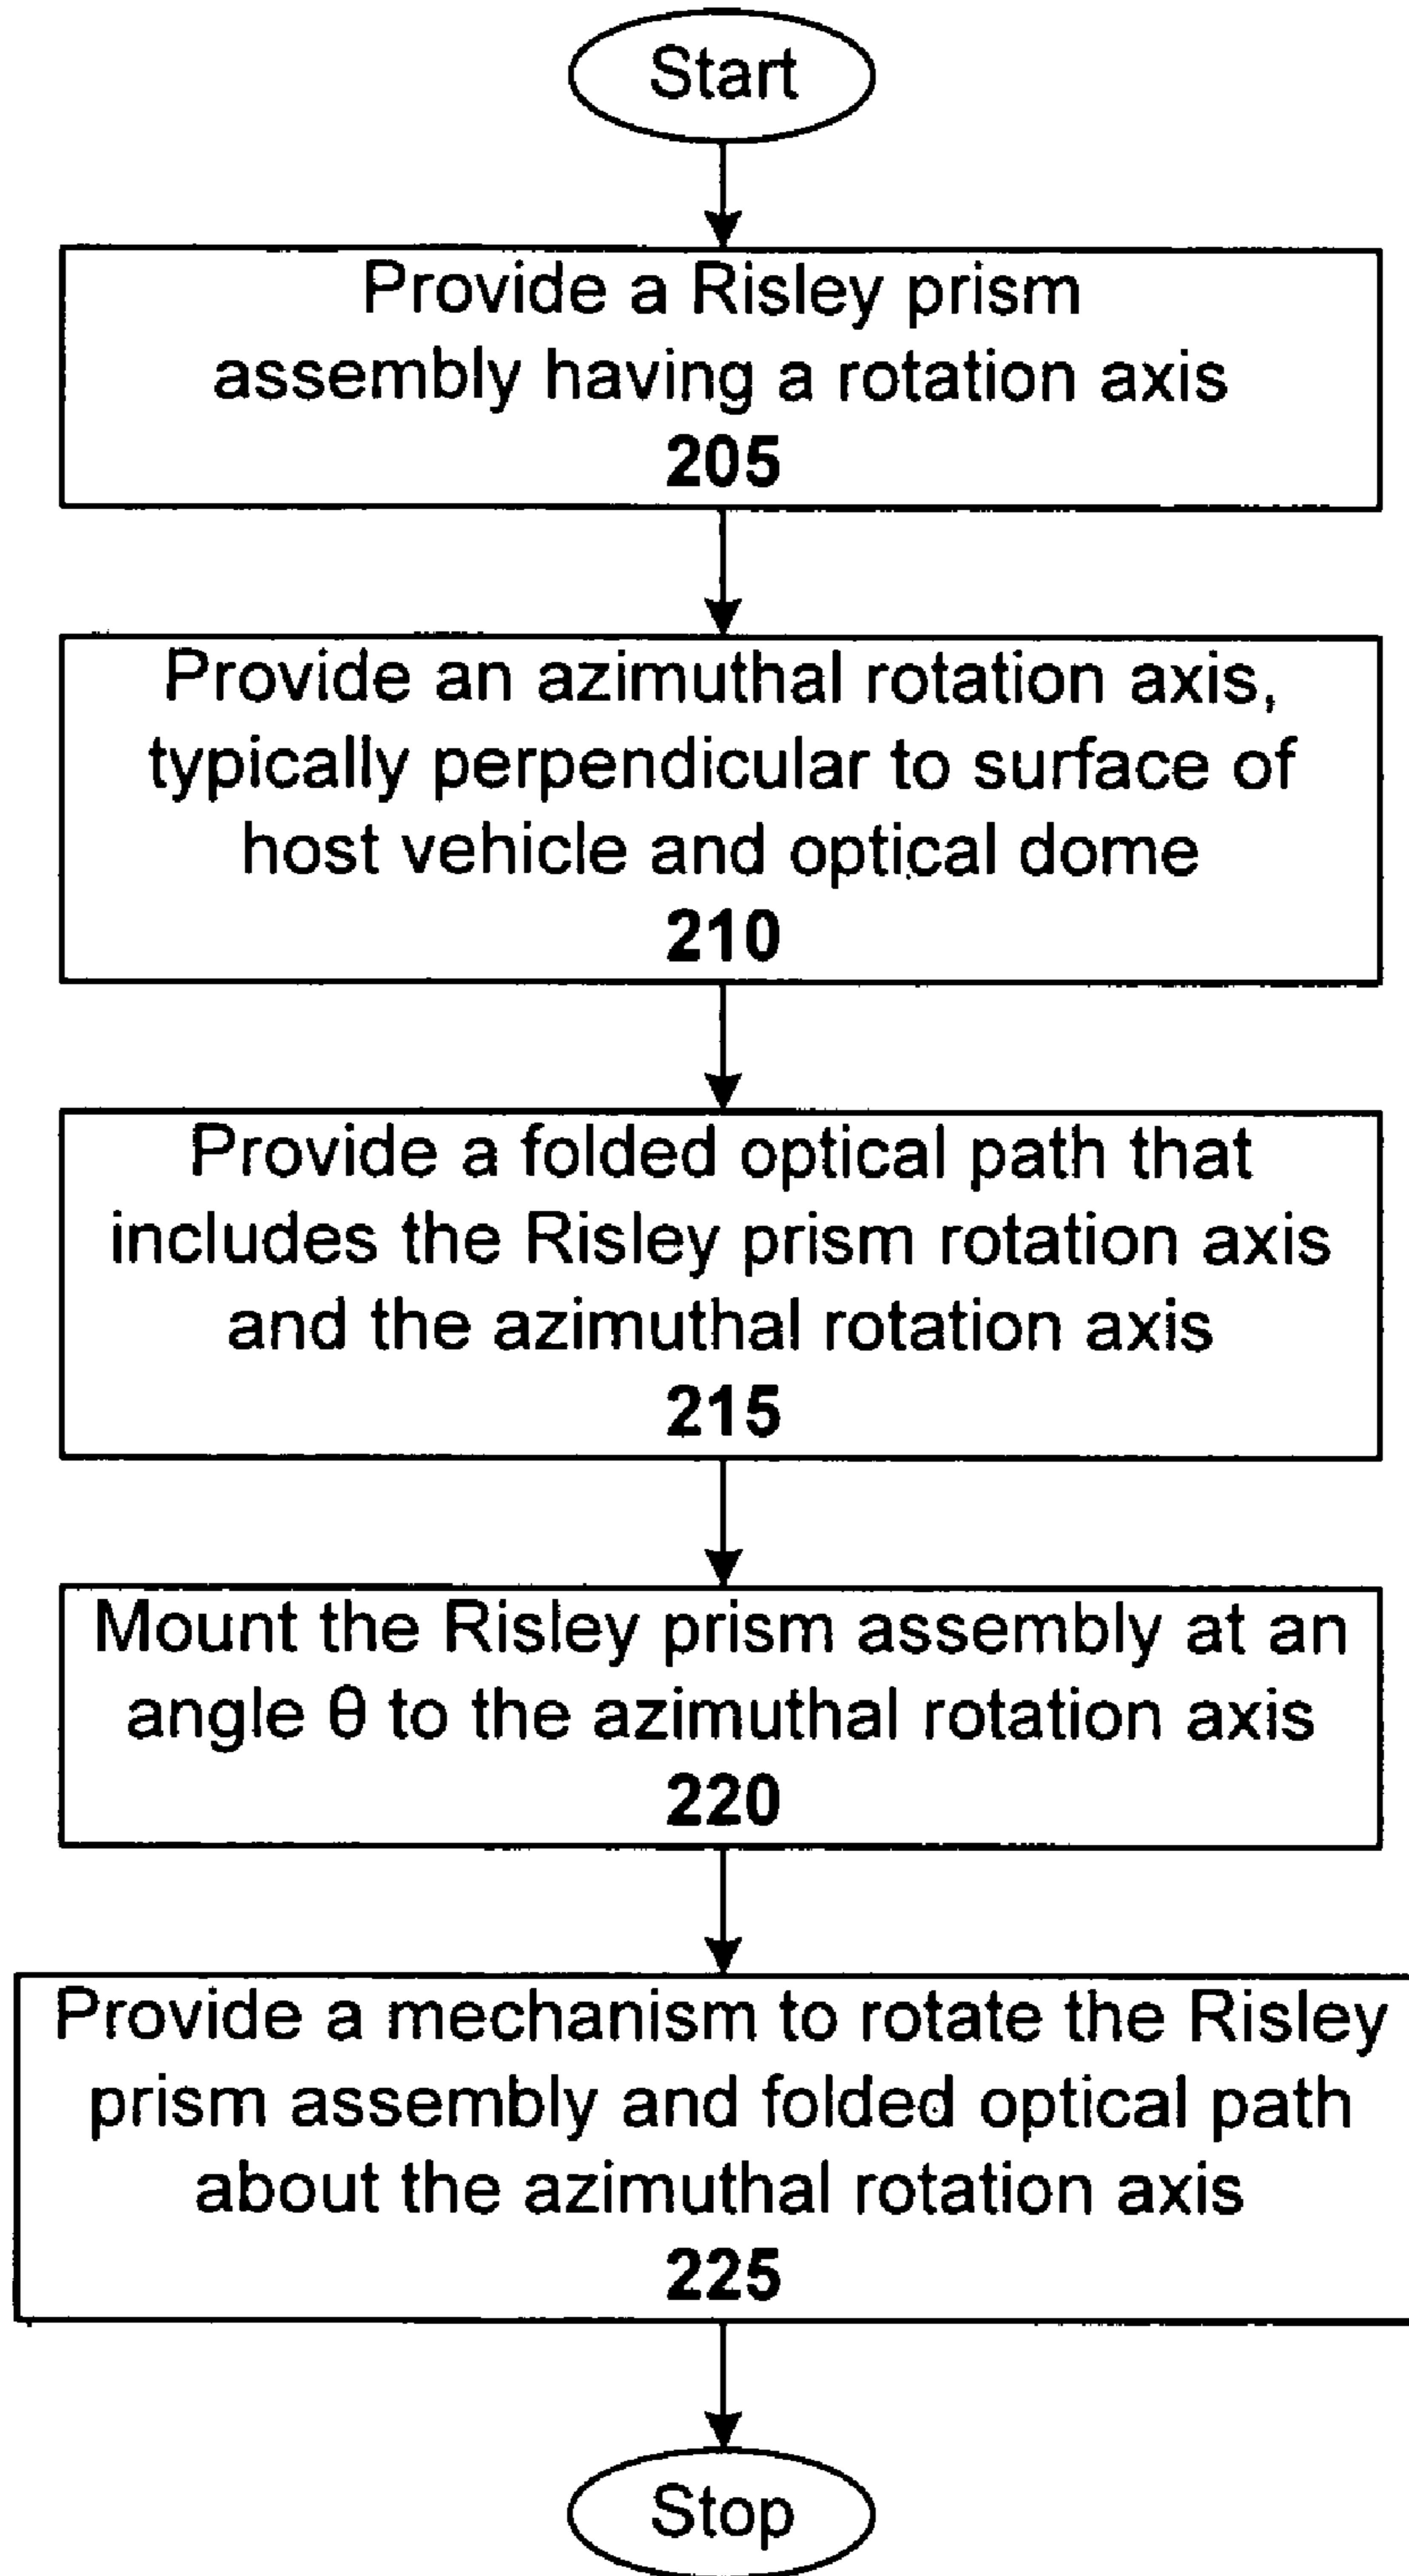 Start
Provide a Risley prism
assembly having a rotation axis
205
Provide an azimuthal rotation axis,
typically perpendicular to surface of
host vehicle and optical dome
210
Provide a folded optical path that
includes the Risley prism rotation axis
and the azimuthal rotation axis
215
Mount the Risley prism assembly at an
angle θ to the azimuthal rotation axis
220
Provide a mechanism to rotate the Risley
prism assembly and folded optical path
about the azimuthal rotation axis
225
Stop